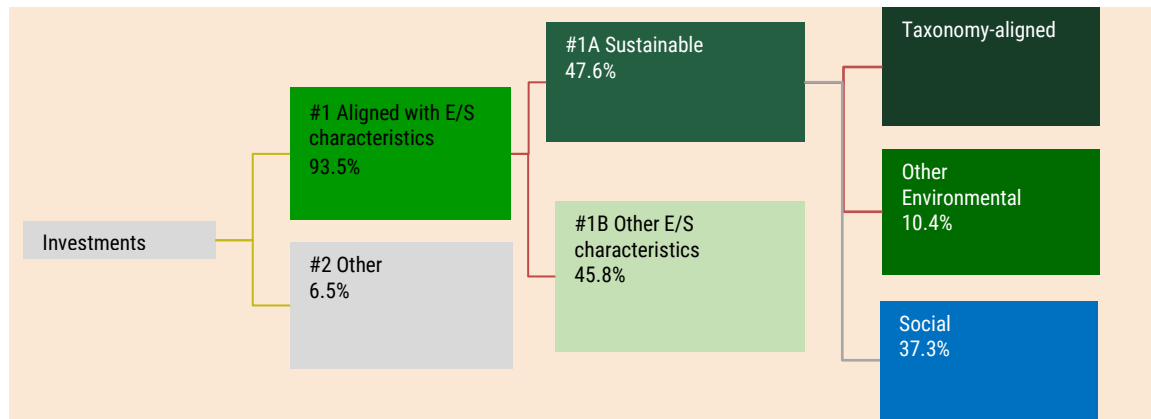 Investments
#1 Aligned with E/S
characteristics
93.5%
#2 Other
6.5%
#1A Sustainable
47.6%
#1B Other E/S
characteristics
45.8%
Taxonomy-aligned
Other
Environmental
10.4%
Social
37.3%